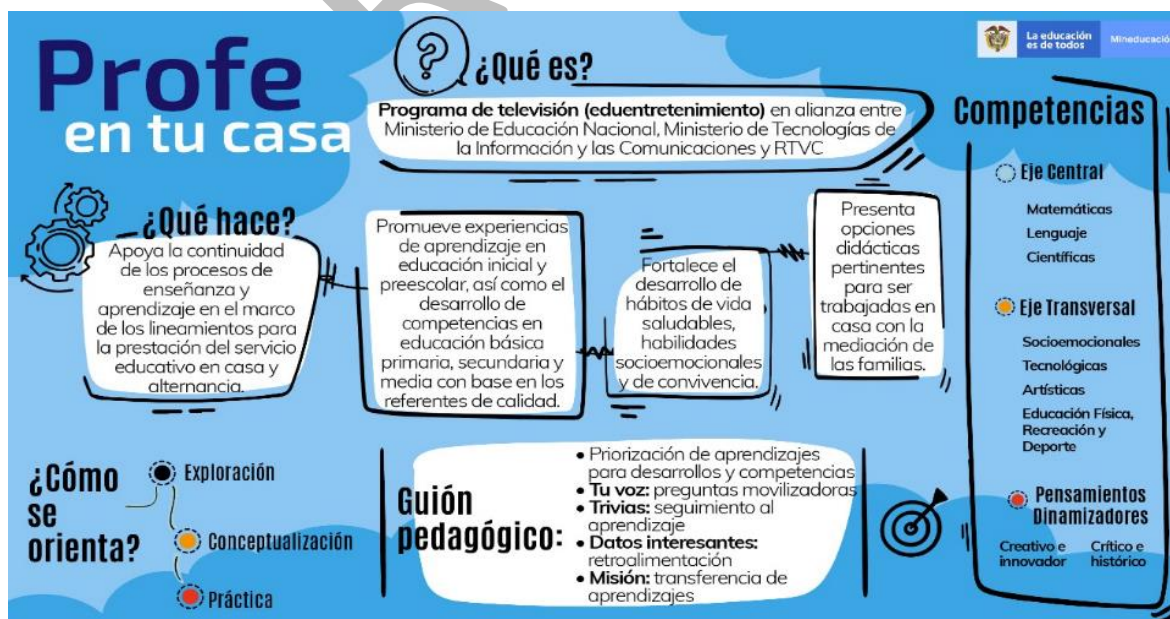 Profe
en tu casa
¿Qué es?
Programa de televisión (eduentretenimiento) en alianza entre
Ministerio de Educación Nacional, Ministerio de Tecnologías de
la Información y las Comunicaciones y RTVC
La educación
es de todos
Mineducació
¿Qué hace?
Apoya la continuidad
de los procesos de
enseñanza y
aprendizaje en el marco
de los lineamientos para
la prestación del servicio
educativo en casa y
alternancia.
Promueve experiencias
de aprendizaje en
educación inicial y
preescolar, así como el
desarrollo de
competencias en
educación básica
primaria, secundaria y
media con base en los
referentes de calidad.
Fortalece el
desarrollo de
hábitos de vida
saludables,
habilidades
socioemocionales
y de convivencia.
Presenta
opciones
didácticas
pertinentes
para ser
trabajadas en
casa con la
mediación de
las familias.
¿Cómo
se
orienta?
Exploración
Conceptualización
Práctica
Guión
pedagógico:
• Priorización de aprendizajes
para desarrollos y competencias
• Tu voz: preguntas movilizadoras
• Trivias: seguimiento al
aprendizaje
• Datos interesantes:
retroalimentación
• Misión: transferencia de
aprendizajes
Competencias
Eje Central
Matemáticas
Lenguaje
Científicas
Eje Transversal
Socioemocionales
Tecnológicas
Artísticas
Educación Física,
Recreación y
Deporte
Pensamientos
Dinamizadores
Creativo e
innovador
Crítico e
histórico